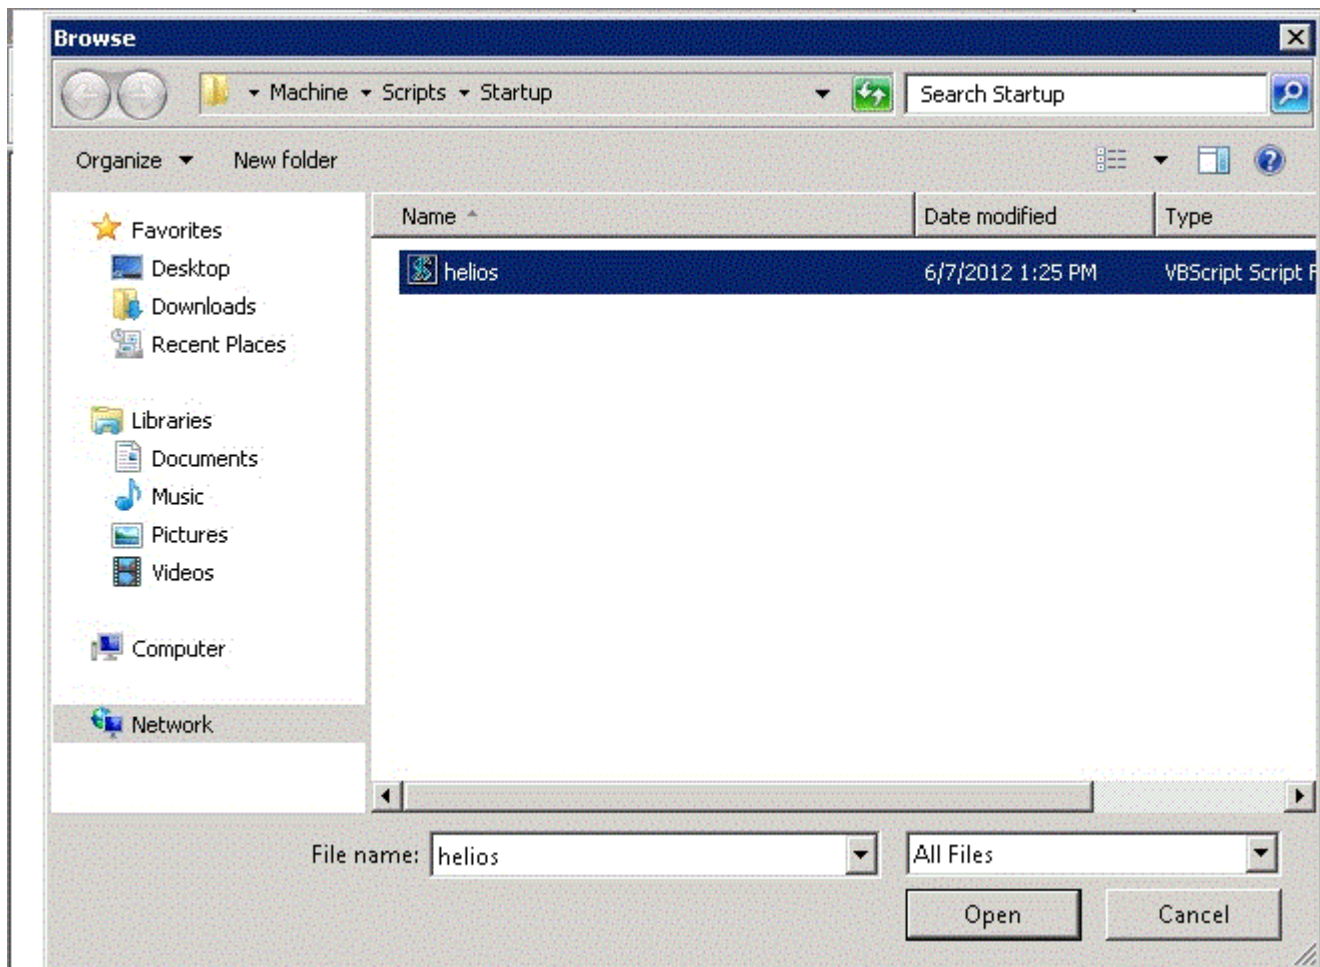 Browse
Machine Scripts Startup Search Startup
Organize New folder
Name Date modified Type
Favorites
Desktop
Downloads
Recent Places
Libraries
Documents
Music
Pictures
Videos
Computer
Network
helios 6/7/2012 1:25 PM VBScript Script F
File name: helios All Files
Open Cancel